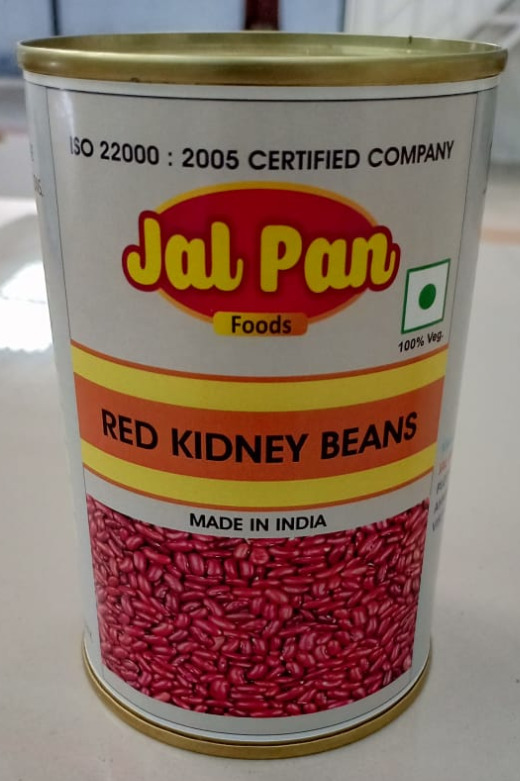 ISO 22000 : 2005 CERTIFIED COMPANY
Jal Pan
Foods
100% Veg.
RED KIDNEY BEANS
MADE IN INDIA